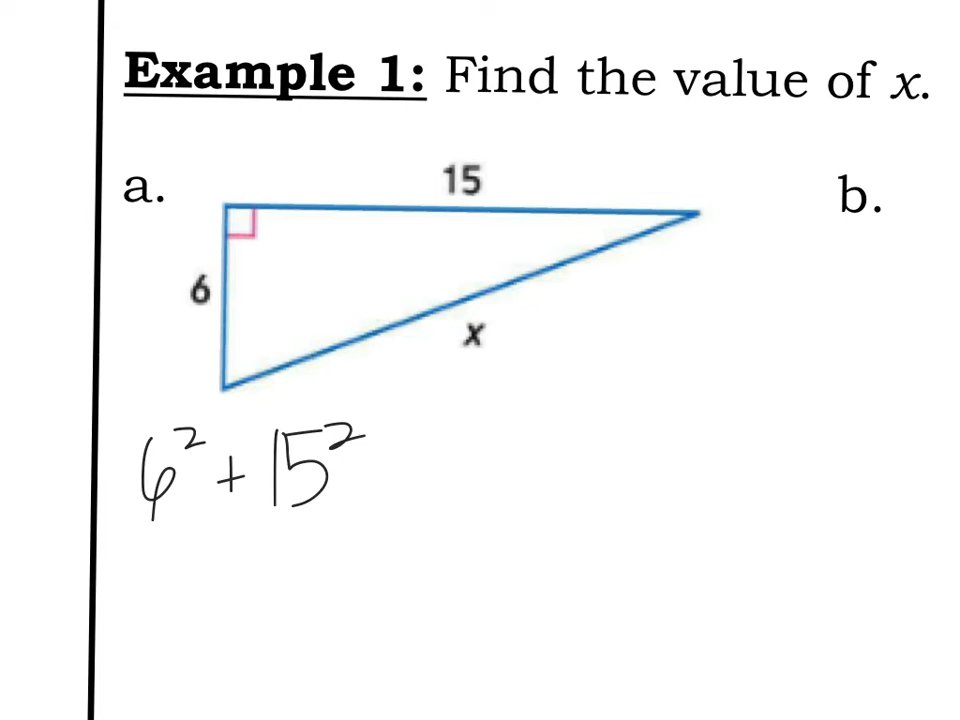 Example 1: Find the value of x.
a.
15
b.
6
x
6² + 15²